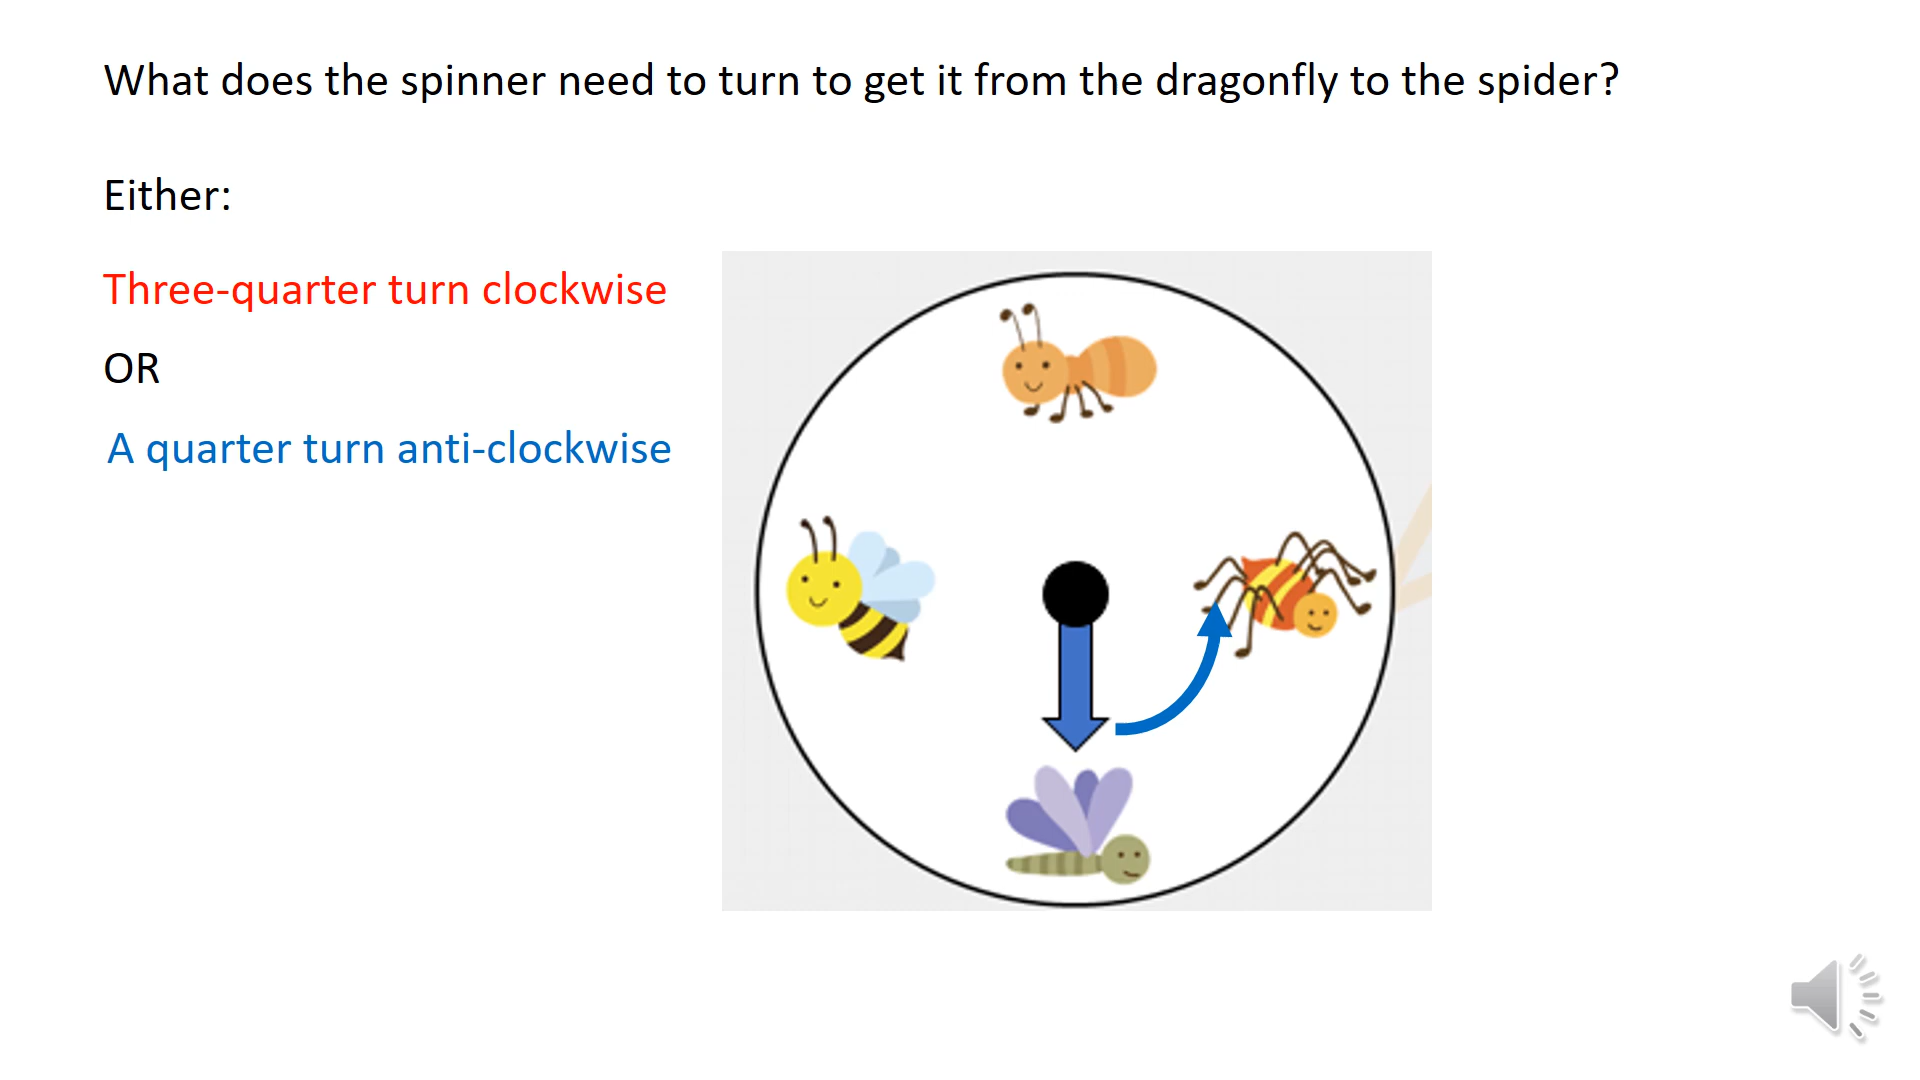 What does the spinner need to turn to get it from the dragonfly to the spider?
Either:
Three-quarter turn clockwise
OR
A quarter turn anti-clockwise